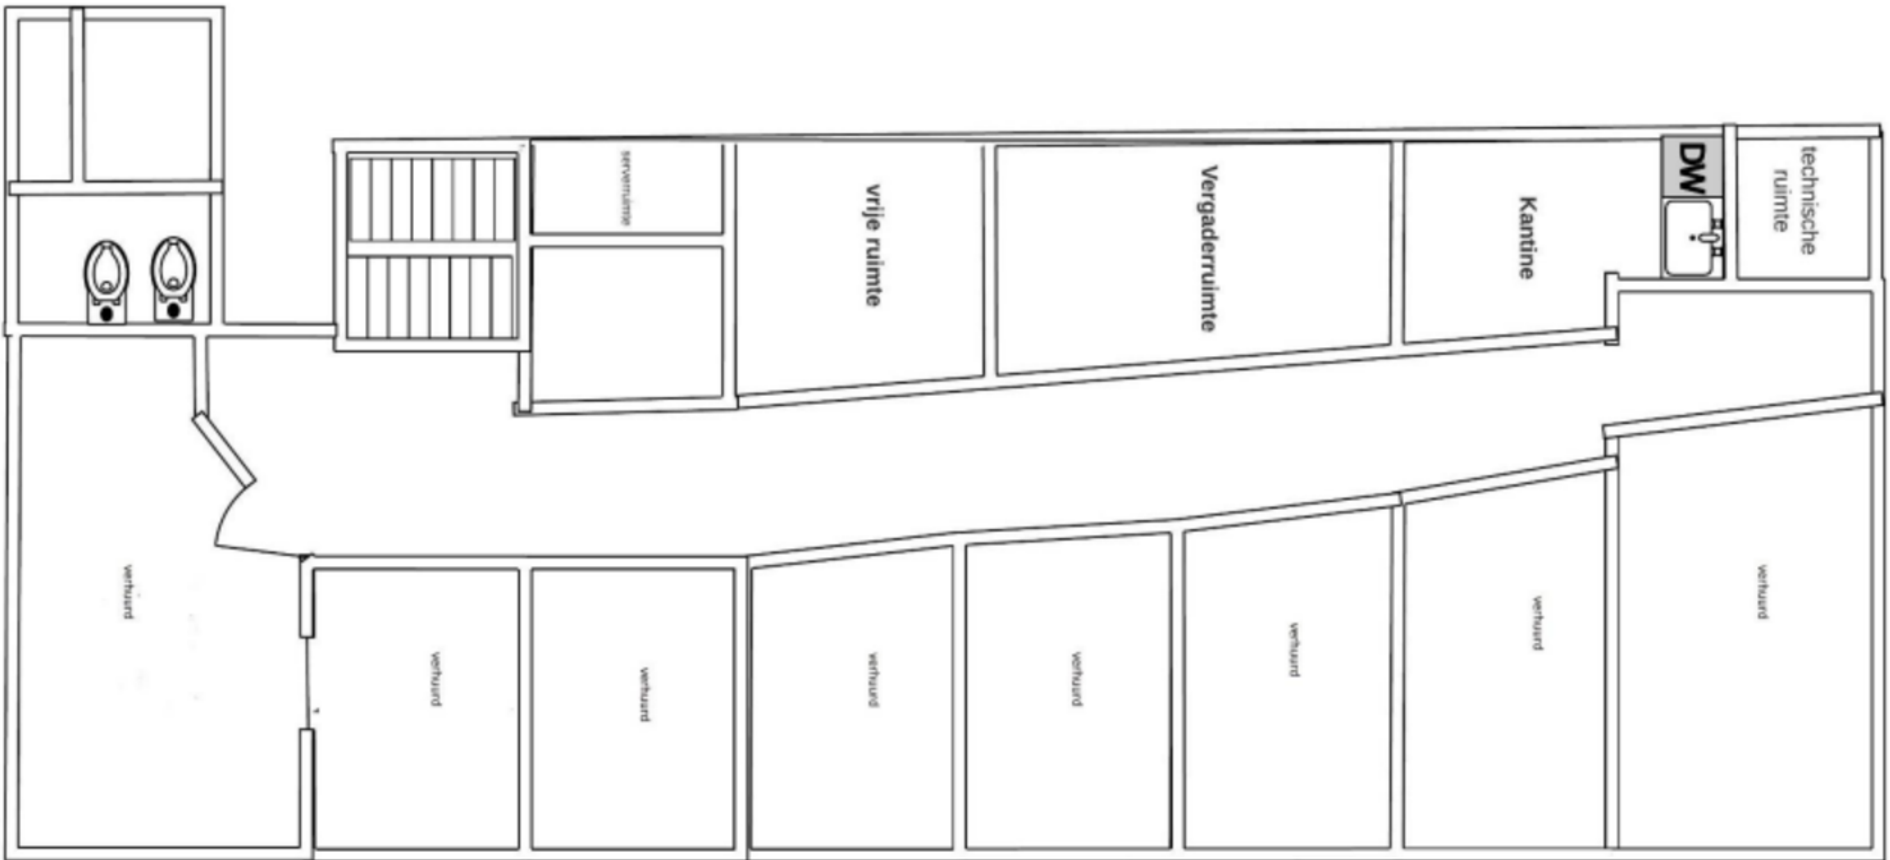 serverruimte
vrije ruimte
Vergaderruimte
Kantine
DW
technische
ruimte
verhuurd
verhuurd
verhuurd
verhuurd
verhuurd
verhuurd
verhuurd
verhuurd